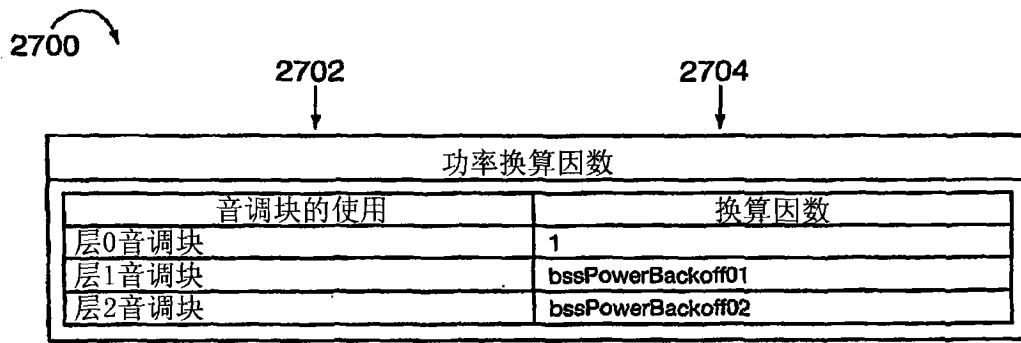 2700
2702 2704
功率换算因数
音调块的使用 换算因数
层0音调块 1
层1音调块 bssPowerBackoff01
层2音调块 bssPowerBackoff02